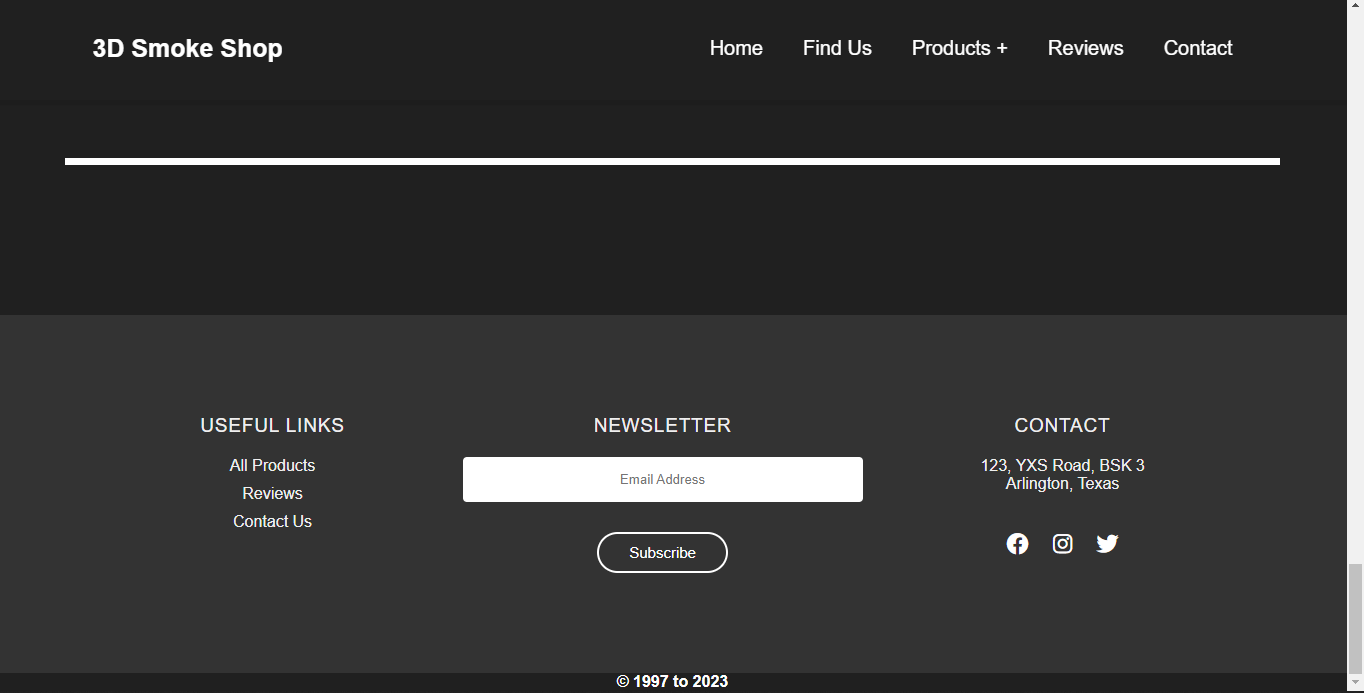 3D Smoke Shop
Home Find Us Products + Reviews Contact
USEFUL LINKS
All Products
Reviews
Contact Us
NEWSLETTER
Email Address
Subscribe
CONTACT
123, YXS Road, BSK 3
Arlington, Texas
© 1997 to 2023